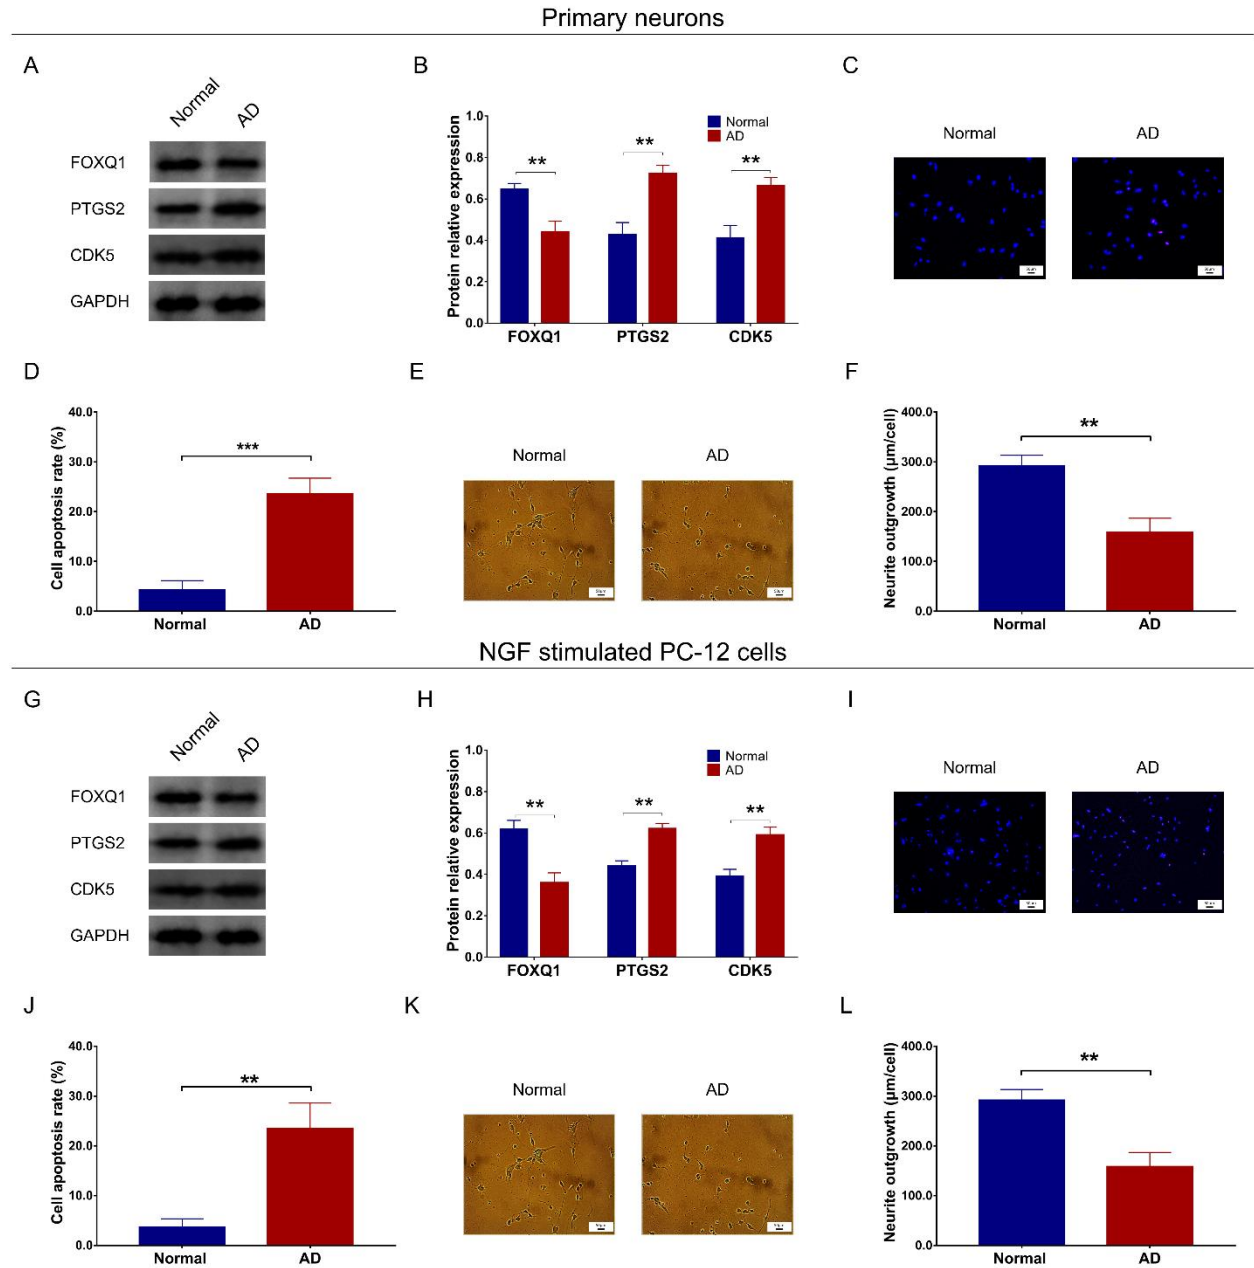 Primary neurons
A
Normal
AD
FOXQ1
PTGS2
CDK5
GAPDH
B
Protein relative expression
1.0
0.8
0.6
0.4
0.2
0.0
Normal
AD
**
**
**
FOXQ1
PTGS2
CDK5
C
Normal
AD
D
Cell apoptosis rate (%)
40.0
30.0
20.0
10.0
0.0
***
Normal
AD
E
Normal
AD
F
Neurite outgrowth (μm/cell)
400.0
300.0
200.0
100.0
0.0
**
Normal
AD
NGF stimulated PC-12 cells
G
Normal
AD
FOXQ1
PTGS2
CDK5
GAPDH
H
Protein relative expression
1.0
0.8
0.6
0.4
0.2
0.0
Normal
AD
**
**
**
FOXQ1
PTGS2
CDK5
I
Normal
AD
J
Cell apoptosis rate (%)
40.0
30.0
20.0
10.0
0.0
**
Normal
AD
K
Normal
AD
L
Neurite outgrowth (μm/cell)
400.0
300.0
200.0
100.0
0.0
**
Normal
AD